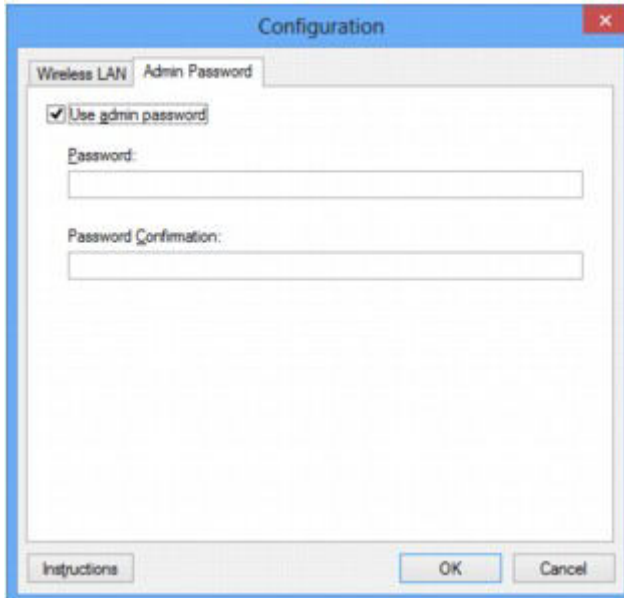 Configuration
Wireless LAN Admin Password
Use admin password
Password:
Password Confirmation:
Instructions OK Cancel